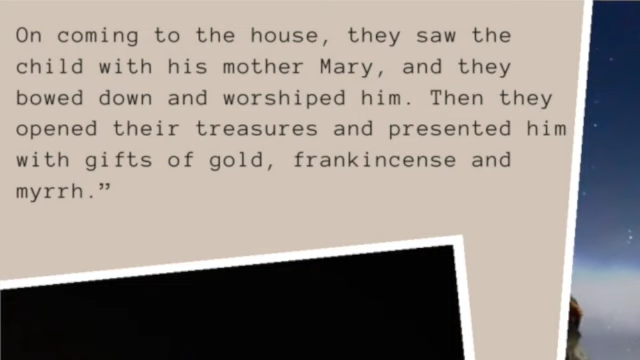 On coming to the house, they saw the
child with his mother Mary, and they
bowed down and worshiped him. Then they
opened their treasures and presented him
with gifts of gold, frankincense and
myrrh.”